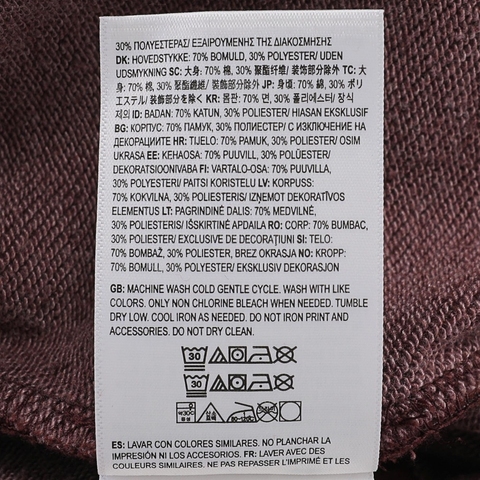 30% ПОЛУЕСТЕРАΣ/ ΕΞΑΙΡΟΥΜΕΝΗΣ ΤΗΣ ΔΙΑΚΟΣΜΗΣΗΣ
DK: HOVEDSTYKKE: 70% BOMULD, 30% POLYESTER/ UDEN
UDSMYKNING SC: 大身: 70% 棉, 30% 聚酯纤维/ 装饰部分除外 TC: 大
身: 70% 棉, 30% 聚酯纖維/ 裝飾部分除外 JP: 身頃: 70% 綿, 30% ポリ
エステル/ 装飾部分を除く KR: 몸판: 70% 면, 30% 폴리에스터/ 장식
제외 ID: BADAN: 70% KATUN, 30% POLIESTER/ HIASAN EKSKLUSIF
BG: КОРПУС: 70% ПАМУК, 30% ПОЛИЕСТЕР/ С ИЗКЛЮЧЕНИЕ НА
ДЕКОРАЦИИТЕ HR: TIJELO: 70% PAMUK, 30% POLIESTER/ OSIM
UKRASA EE: KEHAOSA: 70% PUUVILL, 30% POLÜESTER/
DEKORATSIOONIVABA FI: VARTALO-OSA: 70% PUUVILLA,
30% POLYESTERI/ PAITSI KORISTELU LV: KORPUSS:
70% KOKVILNA, 30% POLIESTERIS/ IZŅEMOT DEKORATĪVOS
ELEMENTUS LT: PAGRINDINĖ DALIS: 70% MEDVILNĖ,
30% POLIESTERIS/ IŠSKIRTINĖ APDAILA RO: CORP: 70% BUMBAC,
30% POLIESTER/ EXCLUSIVE DE DECORAȚIUNI SI: TELO:
70% BOMBAŽ, 30% POLIESTER, BREZ OKRASJA NO: KROPP:
70% BOMULL, 30% POLYESTER/ EKSKLUSIV DEKORASJON
GB: MACHINE WASH COLD GENTLE CYCLE. WASH WITH LIKE
COLORS. ONLY NON CHLORINE BLEACH WHEN NEEDED. TUMBLE
DRY LOW. COOL IRON AS NEEDED. DO NOT IRON PRINT AND
ACCESSORIES. DO NOT DRY CLEAN.
30
30
ES: LAVAR CON COLORES SIMILARES. NO PLANCHAR LA
IMPRESIÓN NI LOS ACCESORIOS. FR: LAVER AVEC DES
COULEURS SIMILAIRES. NE PAS REPASSER L'IMPRIMÉ ET LES